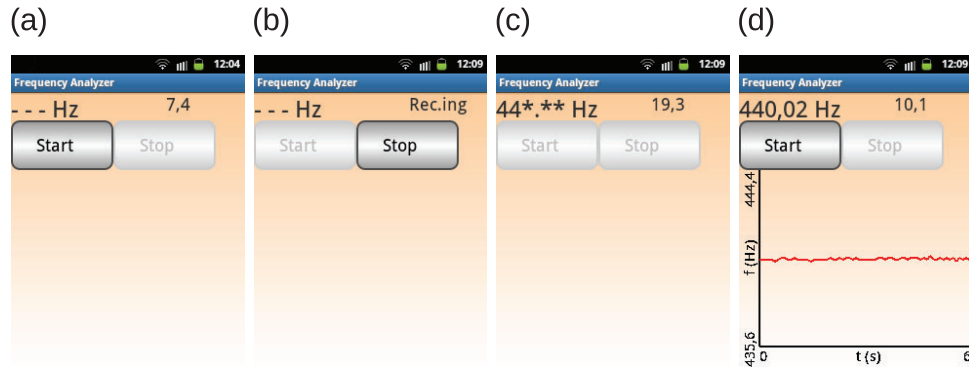 (a)
12:04
Frequency Analyzer
- - - Hz 7,4
Start Stop
(b)
12:09
Frequency Analyzer
- - - Hz Rec.ing
Start Stop
(c)
12:09
Frequency Analyzer
44*.** Hz 19,3
Start Stop
(d)
12:09
Frequency Analyzer
440,02 Hz 10,1
Start Stop
444,4
f (Hz)
435,6
0 t (s) 6